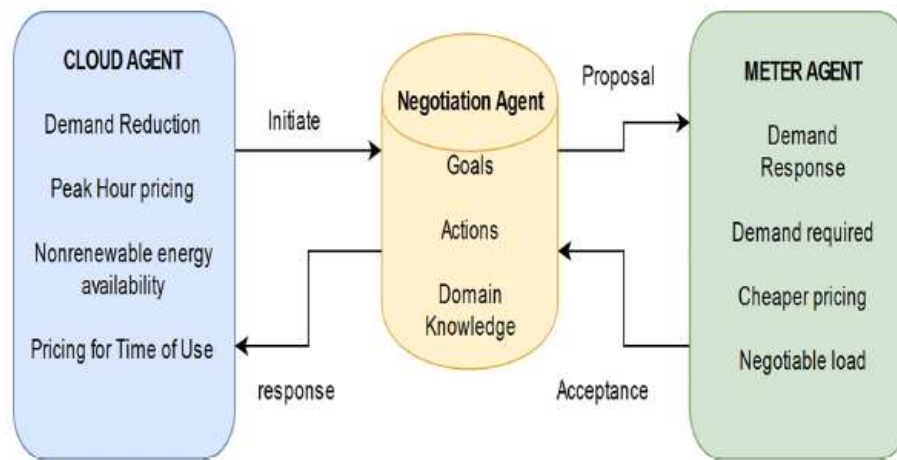 CLOUD AGENT
Demand Reduction
Peak Hour pricing
Nonrenewable energy
availability
Pricing for Time of Use
Initiate
response
Negotiation Agent
Goals
Actions
Domain
Knowledge
Proposal
Acceptance
METER AGENT
Demand
Response
Demand required
Cheaper pricing
Negotiable load